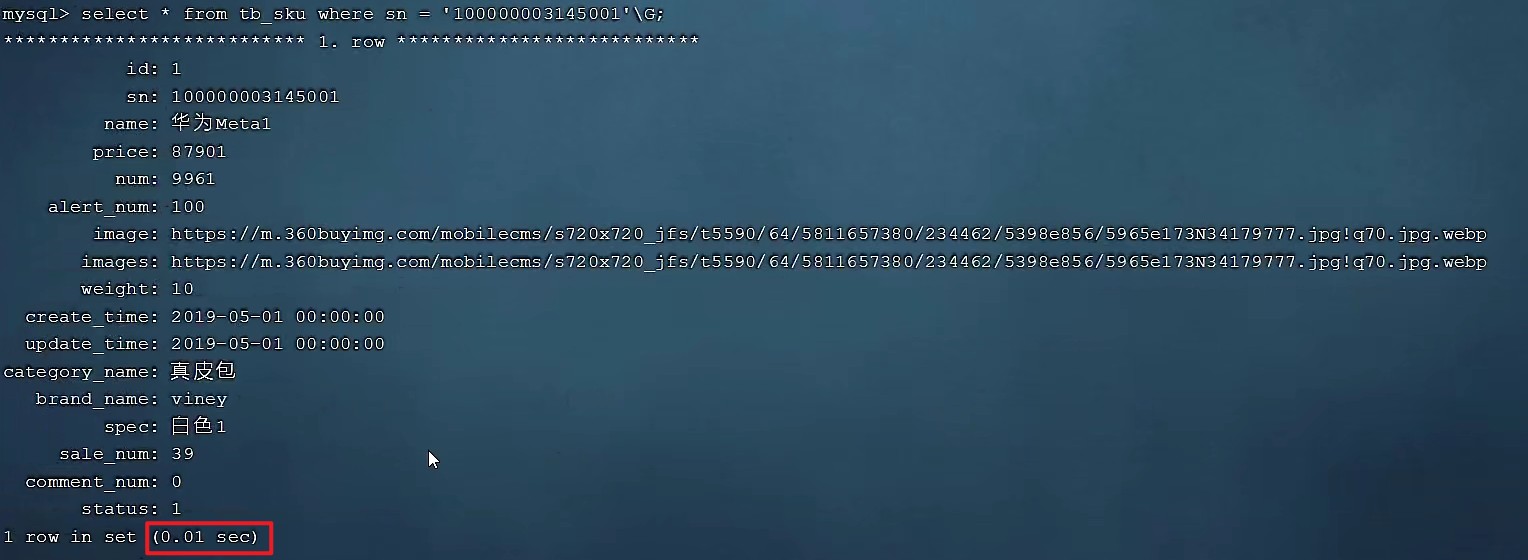 mysql> select * from tb_sku where sn = '100000003145001'\G;
*************************** 1. row ***************************
id: 1
sn: 100000003145001
name: 华为Meta1
price: 87901
num: 9961
alert_num: 100
image: https://m.360buyimg.com/mobilecms/s720x720_jfs/t5590/64/5811657380/234462/5398e856/5965e173N34179777.jpg!q70.jpg.webp
images: https://m.360buyimg.com/mobilecms/s720x720_jfs/t5590/64/5811657380/234462/5398e856/5965e173N34179777.jpg!q70.jpg.webp
weight: 10
create_time: 2019-05-01 00:00:00
update_time: 2019-05-01 00:00:00
category_name: 真皮包
brand_name: viney
spec: 白色1
sale_num: 39
comment_num: 0
status: 1
1 row in set (0.01 sec)